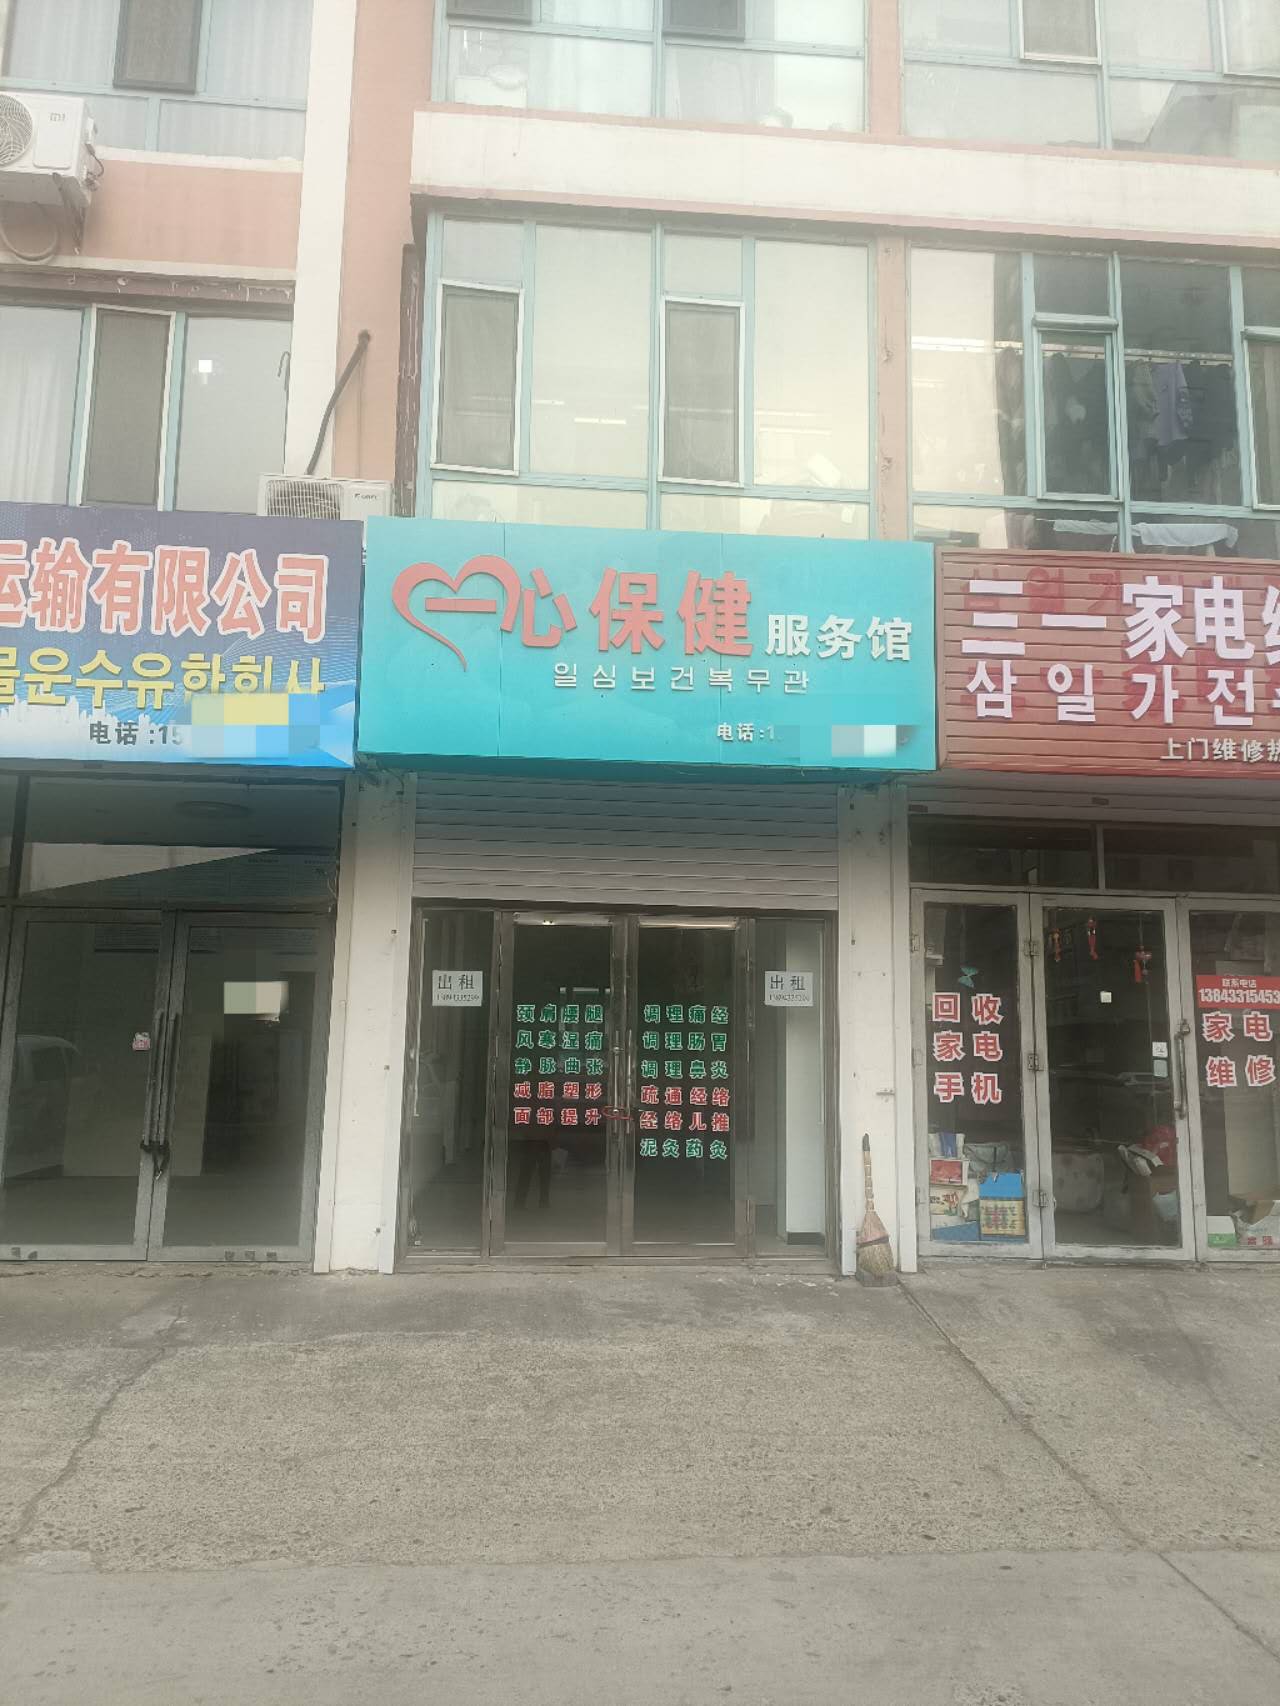 运输有限公司
물운수유한회사
电话:15
一心保健服务馆
일심보건복무관
电话:1
三一家电
삼일가전
上门维修热
出租
出租
颈肩腰腿
风寒湿痛
静脉曲张
减脂塑形
面部提升
调理痛经
调理肠胃
调理鼻炎
疏通经络
经络儿推
泥灸药灸
回收
家电
手机
联系电话
13843315453
家电
维修